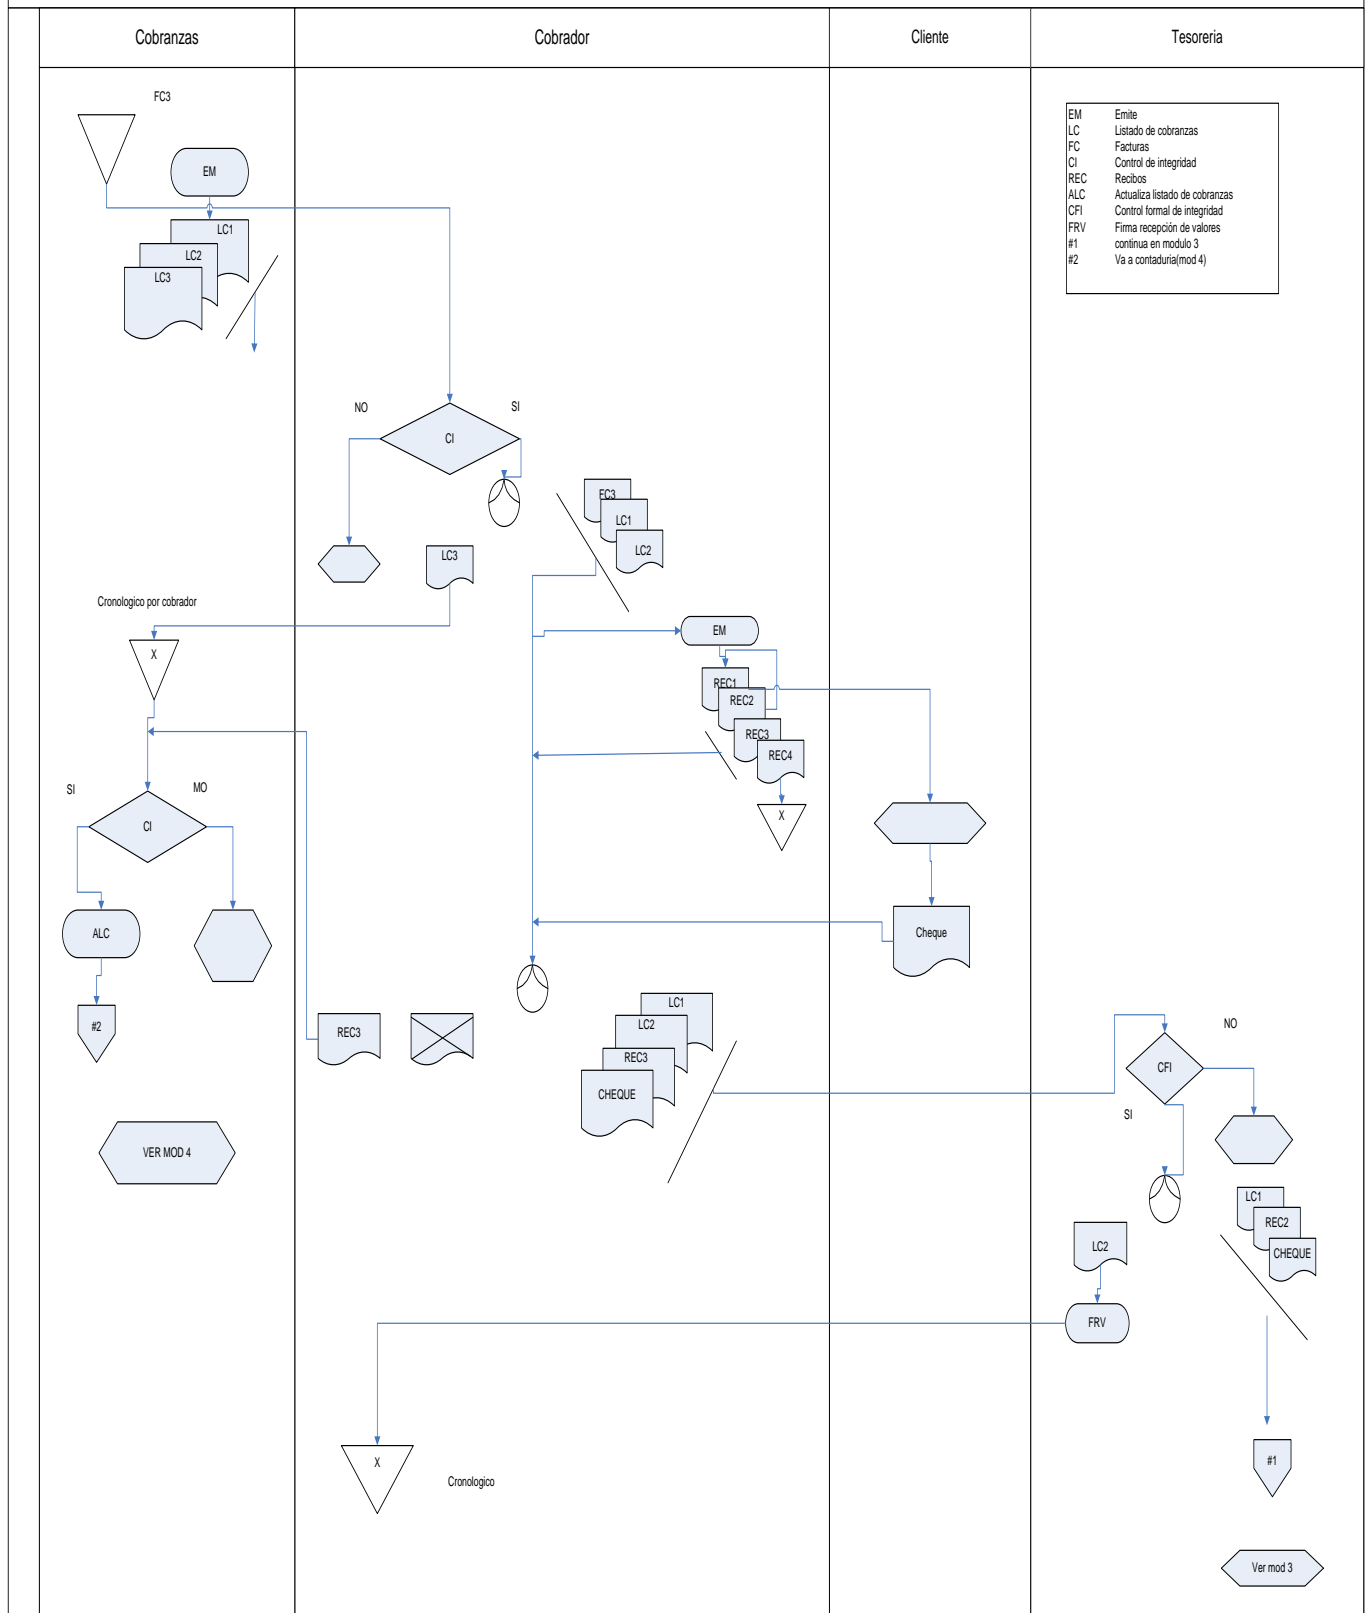 Cobranzas
Cobrador
Cliente
Tesoreria
FC3
EM
LC1
LC2
LC3
EM Emite
LC Listado de cobranzas
FC Facturas
CI Control de integridad
REC Recibos
ALC Actualiza listado de cobranzas
CFI Control formal de integridad
FRV Firma recepción de valores
#1 continua en modulo 3
#2 Va a contaduria(mod 4)
NO
SI
CI
FC3
LC1
LC2
LC3
Cronologico por cobrador
X
EM
REC1
REC2
REC3
REC4
X
SI
MO
CI
ALC
#2
Cheque
REC3
LC1
LC2
REC3
CHEQUE
NO
CFI
SI
VER MOD 4
LC1
REC2
CHEQUE
LC2
FRV
X
Cronologico
#1
Ver mod 3